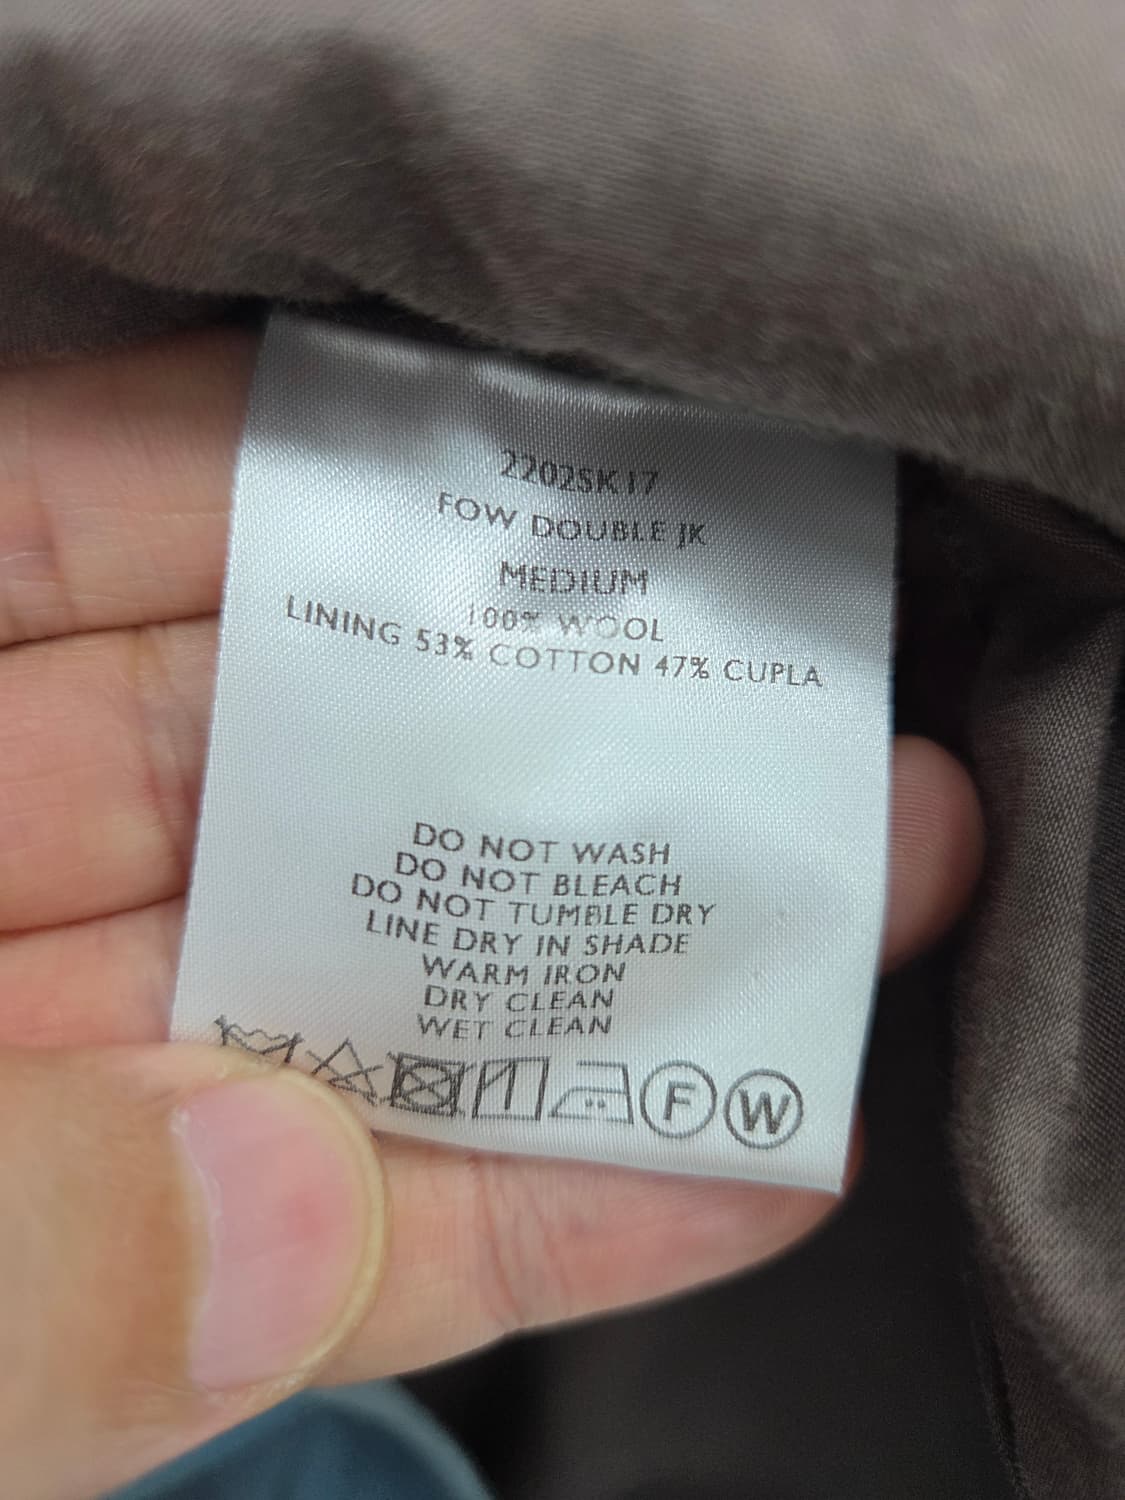 2202SK17
FOW DOUBLE JK
MEDIUM
100% WOOL
LINING 53% COTTON 47% CUPLA
DO NOT WASH
DO NOT BLEACH
DO NOT TUMBLE DRY
LINE DRY IN SHADE
WARM IRON
DRY CLEAN
WET CLEAN
F W